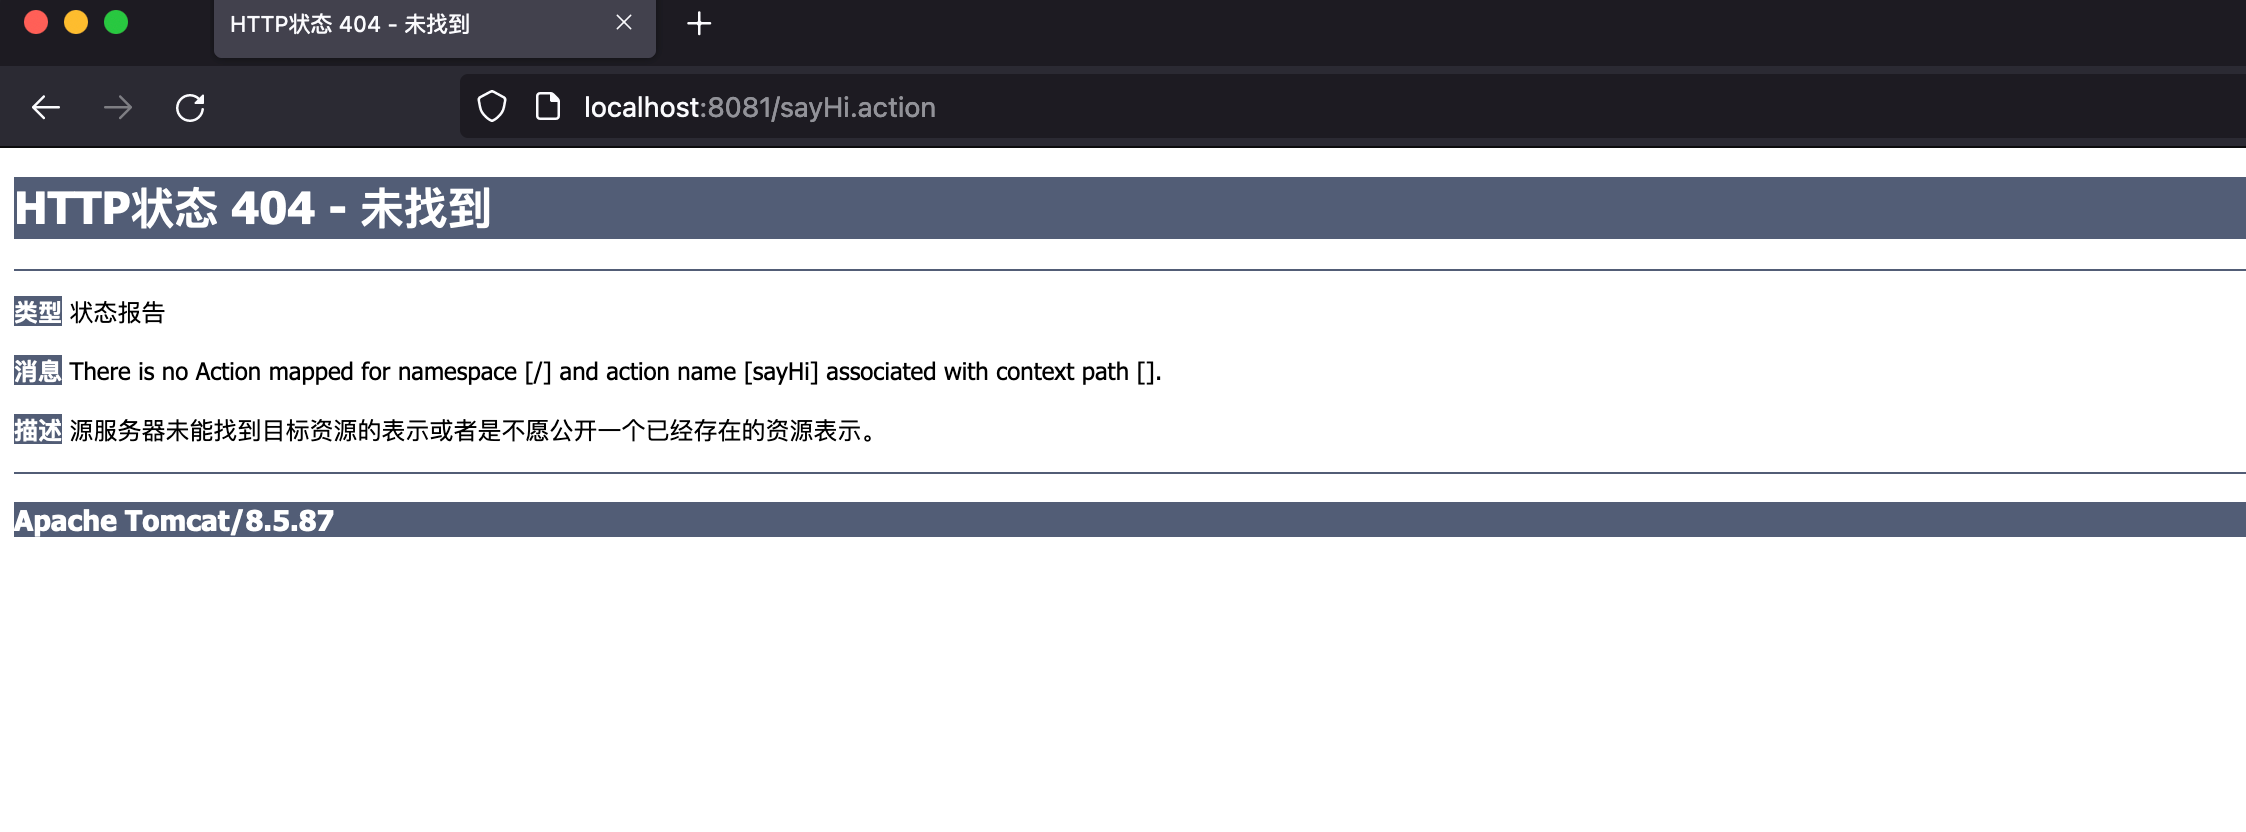 HTTP状态 404 - 未找到
localhost:8081/sayHi.action
HTTP状态 404 - 未找到
类型 状态报告
消息 There is no Action mapped for namespace [/] and action name [sayHi] associated with context path [].
描述 源服务器未能找到目标资源的表示或者是不愿公开一个已经存在的资源表示。
Apache Tomcat/8.5.87